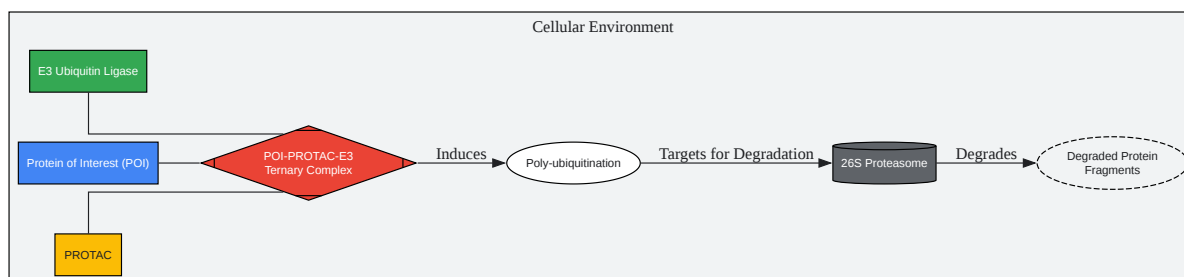 Cellular Environment
E3 Ubiquitin Ligase
Protein of Interest (POI)
PROTAC
POI-PROTAC-E3
Ternary Complex
Induces
Poly-ubiquitination
Targets for Degradation
26S Proteasome
Degrades
Degraded Protein
Fragments